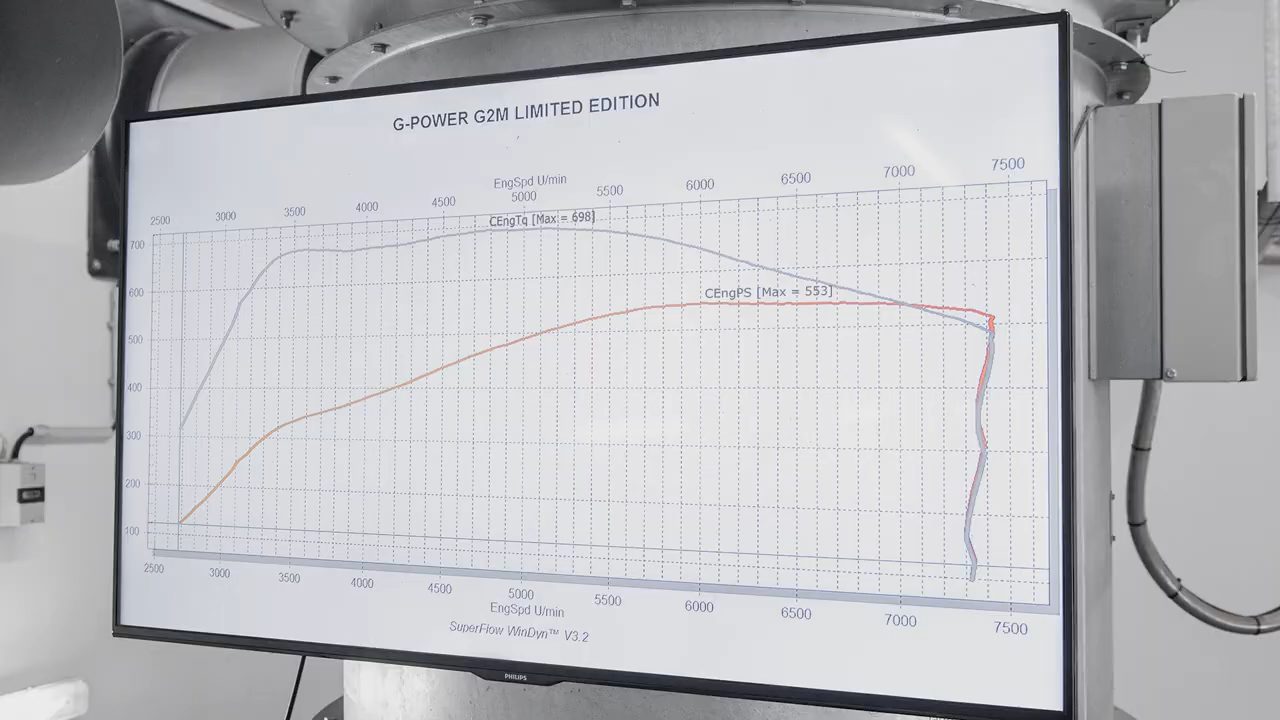 G-POWER G2M LIMITED EDITION
EngSpd U/min
2500 3000 3500 4000 4500 5000 5500 6000 6500 7000 7500
CEngTq [Max = 698]
700
600
CEngPS [Max = 553]
500
400
300
200
100
2500 3000 3500 4000 4500 5000 5500 6000 6500 7000 7500
EngSpd U/min
SuperFlow WinDyn™ V3.2
PHILIPS